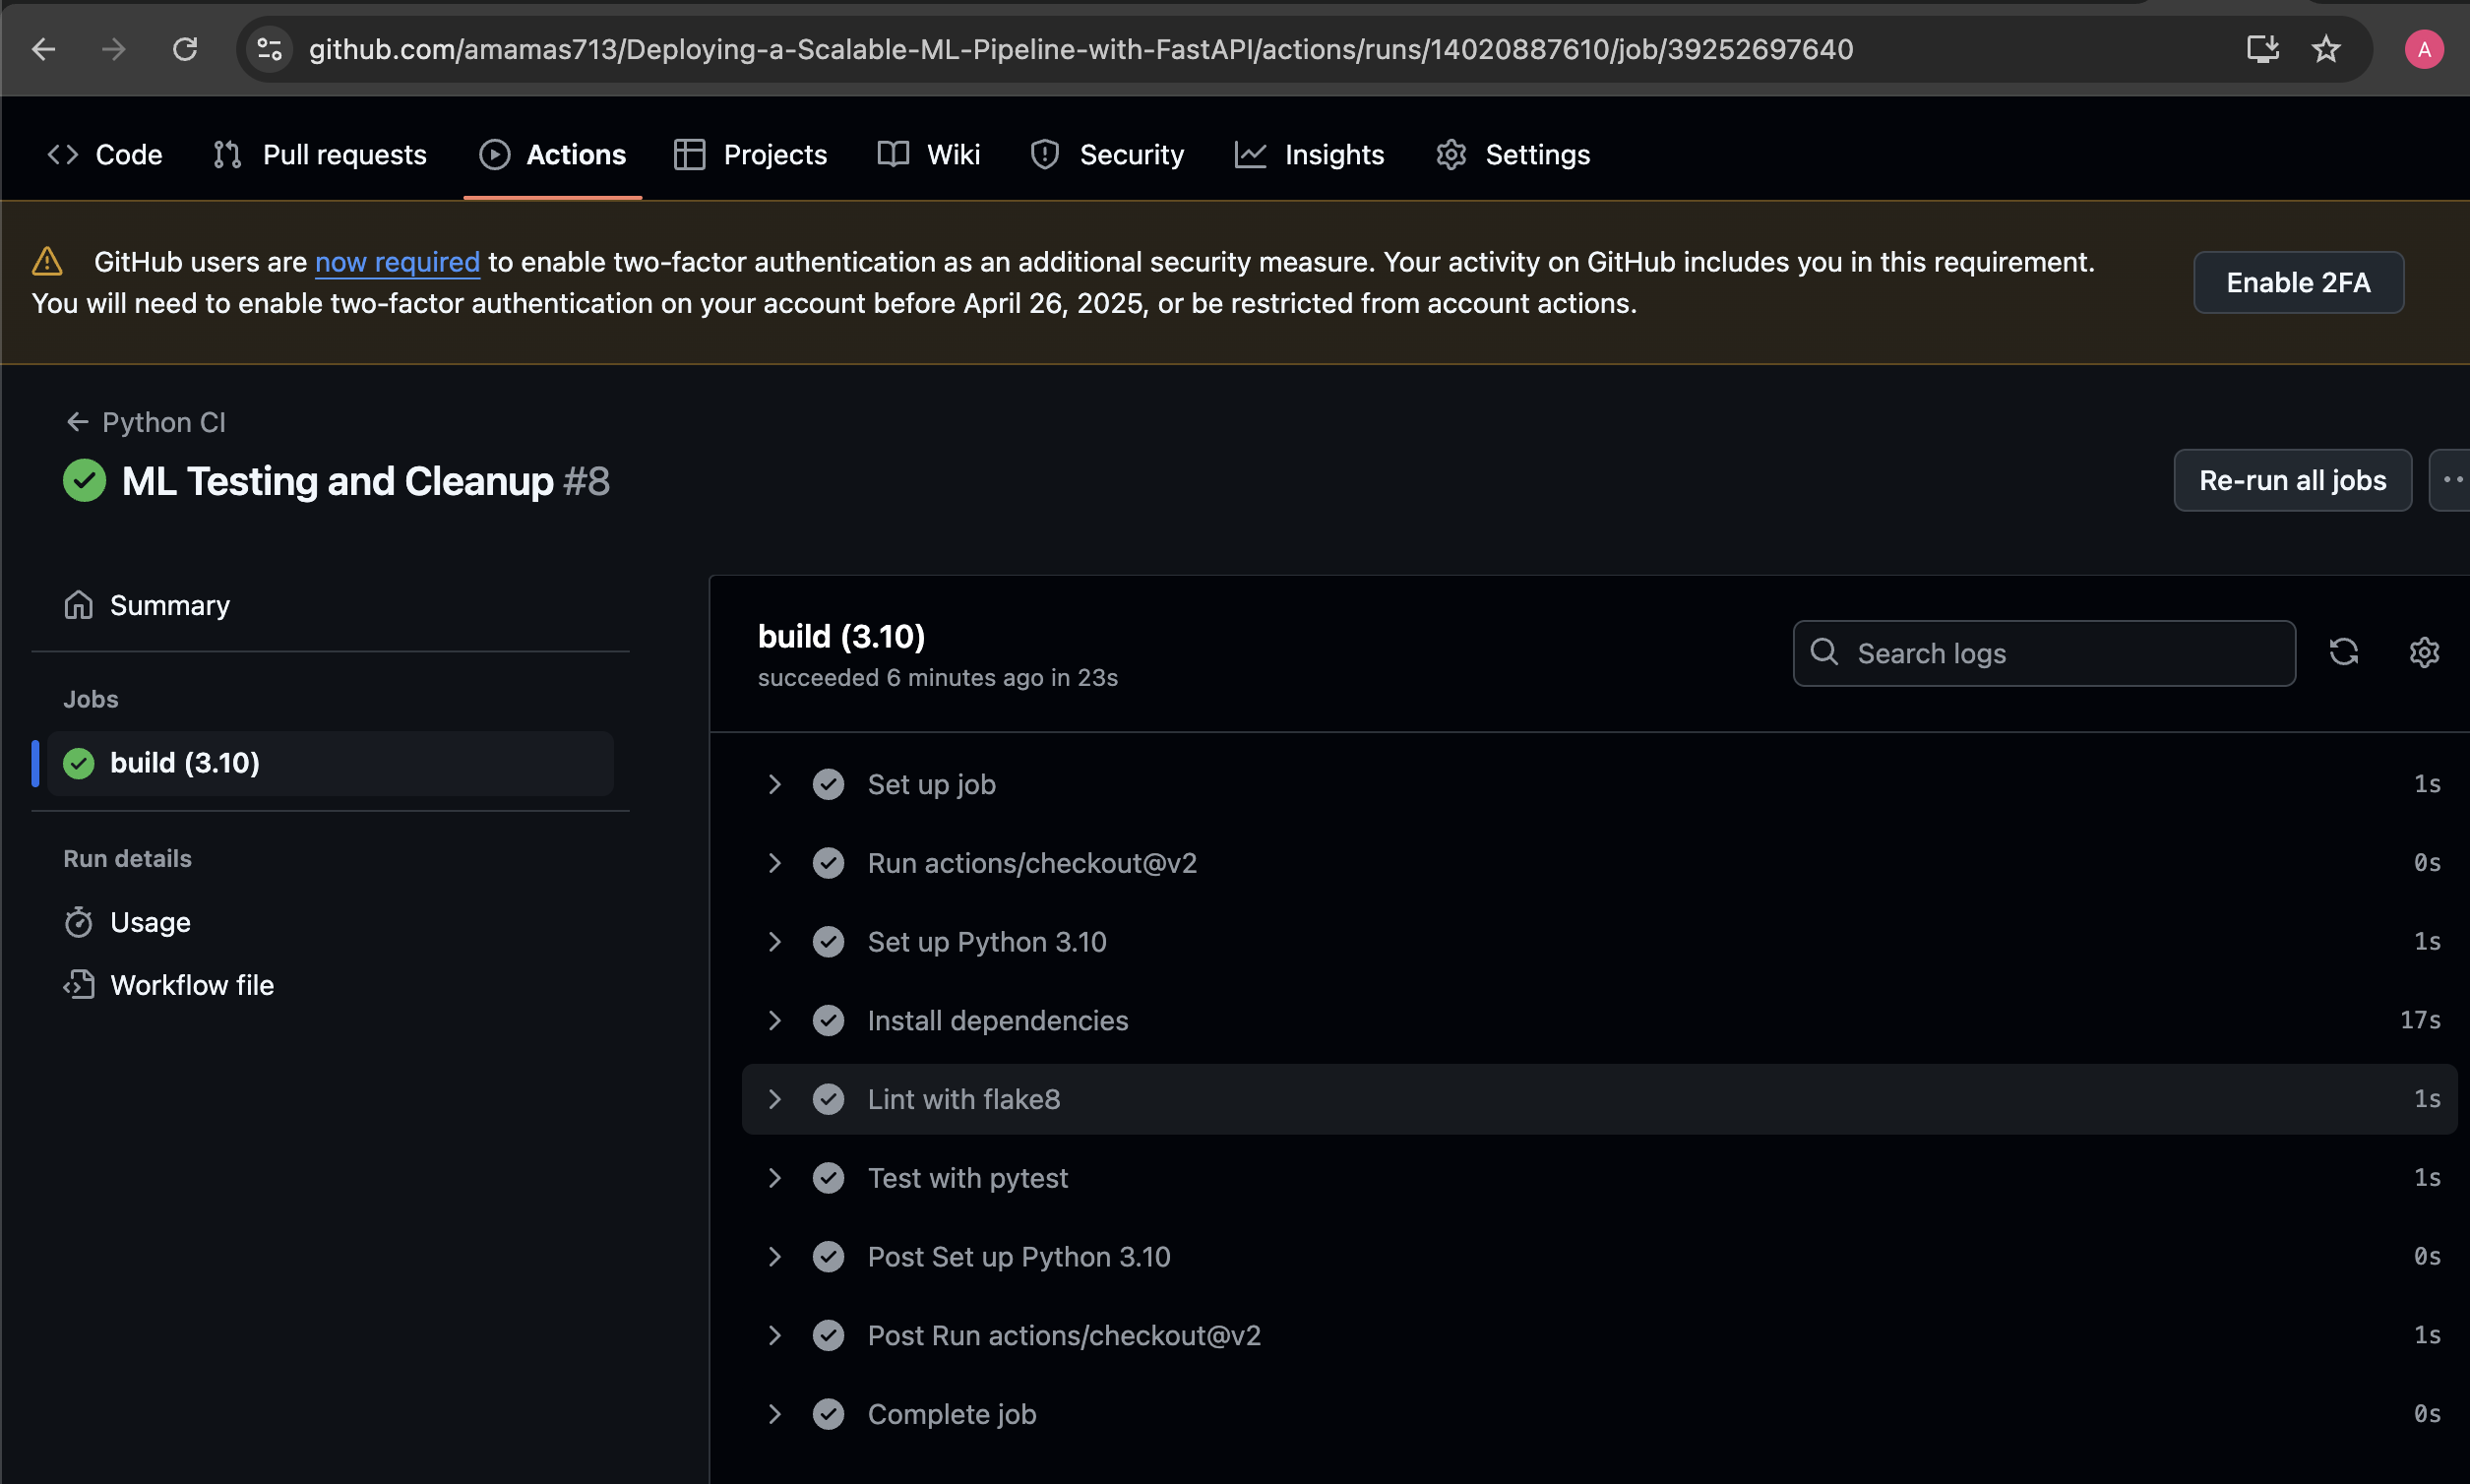 github.com/amamas713/Deploying-a-Scalable-ML-Pipeline-with-FastAPI/actions/runs/14020887610/job/39252697640
A
Code
Pull requests
Actions
Projects
Wiki
Security
Insights
Settings
GitHub users are now required to enable two-factor authentication as an additional security measure. Your activity on GitHub includes you in this requirement.
You will need to enable two-factor authentication on your account before April 26, 2025, or be restricted from account actions.
Enable 2FA
Python CI
ML Testing and Cleanup #8
Re-run all jobs
Summary
Jobs
build (3.10)
Run details
Usage
Workflow file
build (3.10)
succeeded 6 minutes ago in 23s
Search logs
Set up job 1s
Run actions/checkout@v2 0s
Set up Python 3.10 1s
Install dependencies 17s
Lint with flake8 1s
Test with pytest 1s
Post Set up Python 3.10 0s
Post Run actions/checkout@v2 1s
Complete job 0s